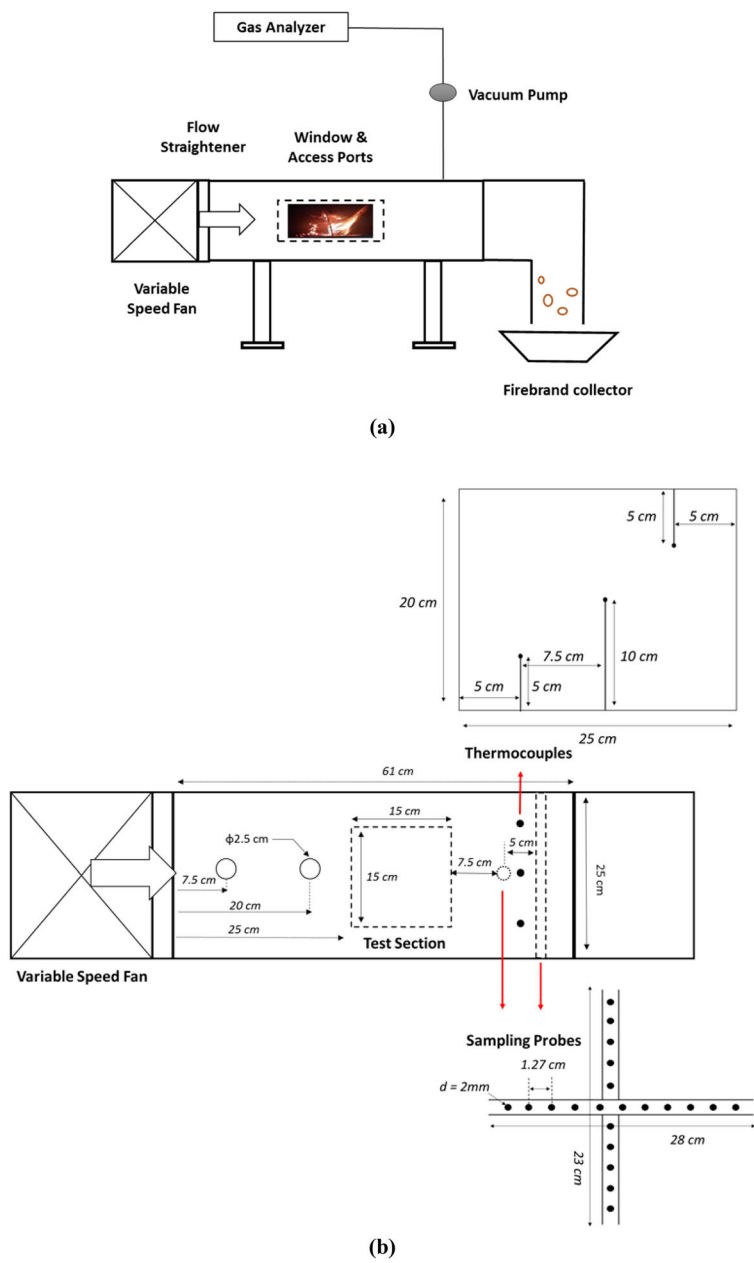 Gas Analyzer
Vacuum Pump
Flow
Straightener
Window &
Access Ports
Variable
Speed Fan
Firebrand collector
(a)
5 cm
5 cm
20 cm
7.5 cm
10 cm
5 cm
5 cm
25 cm
Thermocouples
61 cm
15 cm
ϕ2.5 cm
5 cm
7.5 cm
7.5 cm
15 cm
25 cm
20 cm
25 cm
Test Section
Variable Speed Fan
Sampling Probes
1.27 cm
d = 2mm
28 cm
23 cm
(b)